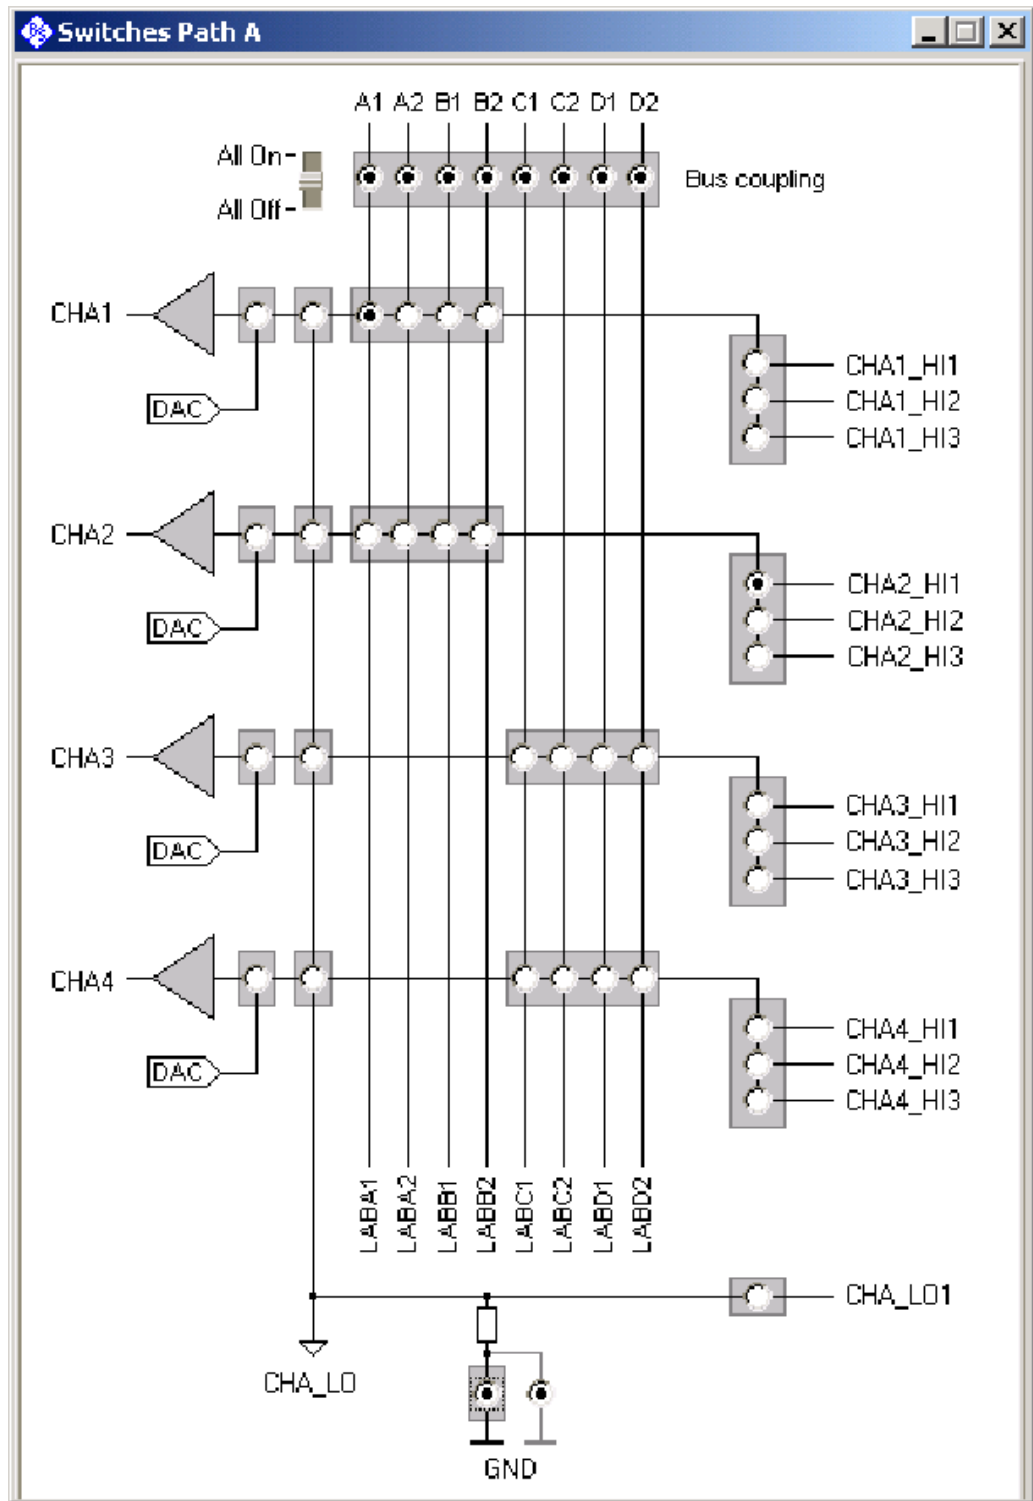 Switches Path A
A1 A2 B1 B2 C1 C2 D1 D2
All On
All Off
Bus coupling
CHA1
DAC
CHA1_HI1
CHA1_HI2
CHA1_HI3
CHA2
DAC
CHA2_HI1
CHA2_HI2
CHA2_HI3
CHA3
DAC
CHA3_HI1
CHA3_HI2
CHA3_HI3
CHA4
DAC
CHA4_HI1
CHA4_HI2
CHA4_HI3
LABA1
LABA2
LABB1
LABB2
LABC1
LABC2
LABD1
LABD2
CHA_LO1
CHA_LO
GND